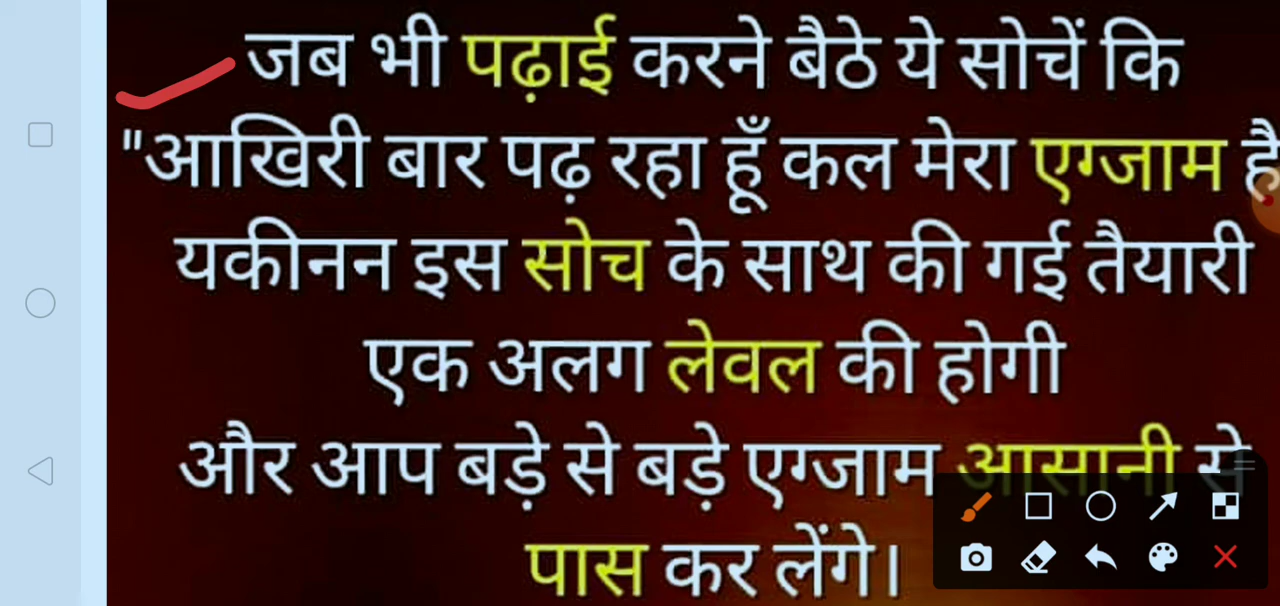 जब भी पढ़ाई करने बैठे ये सोचें कि
"आखिरी बार पढ़ रहा हूँ कल मेरा एग्जाम है
यकीनन इस सोच के साथ की गई तैयारी
एक अलग लेवल की होगी
और आप बड़े से बड़े एग्जाम आसानी से
पास कर लेंगे।